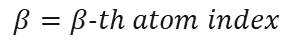 β = β-th atom index